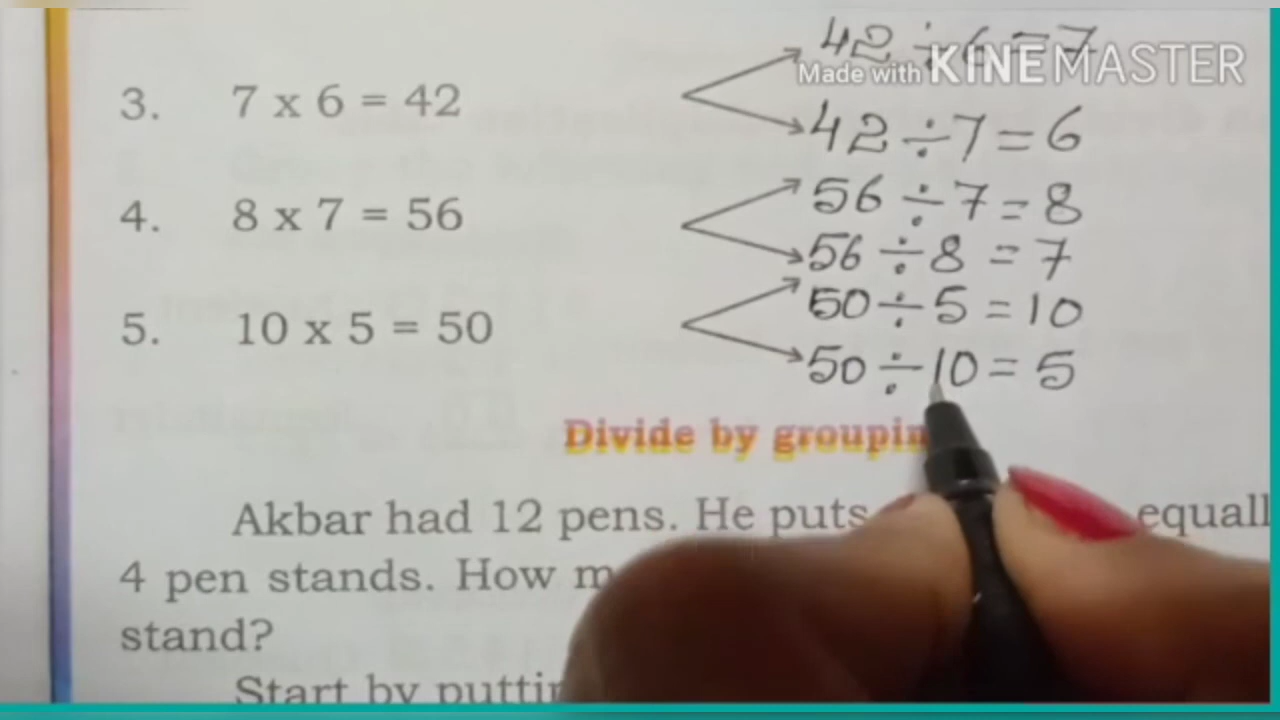 42 ÷ 6 = 7
Made with KINEMASTER
3. 7 x 6 = 42
42 ÷ 7 = 6
56 ÷ 7 = 8
4. 8 x 7 = 56
56 ÷ 8 = 7
50 ÷ 5 = 10
5. 10 x 5 = 50
50 ÷ 10 = 5
Divide by
Akbar had 12 pens. He puts equall
4 pen stands. How
stand?
Start by